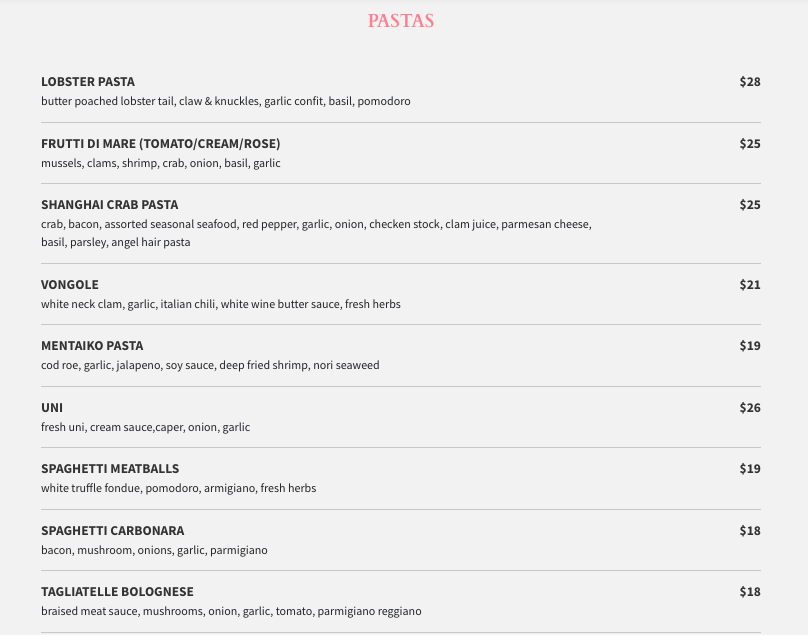 PASTAS
LOBSTER PASTA $28
butter poached lobster tail, claw & knuckles, garlic confit, basil, pomodoro
FRUTTI DI MARE (TOMATO/CREAM/ROSE) $25
mussels, clams, shrimp, crab, onion, basil, garlic
SHANGHAI CRAB PASTA $25
crab, bacon, assorted seasonal seafood, red pepper, garlic, onion, checken stock, clam juice, parmesan cheese,
basil, parsley, angel hair pasta
VONGOLE $21
white neck clam, garlic, italian chili, white wine butter sauce, fresh herbs
MENTAIKO PASTA $19
cod roe, garlic, jalapeno, soy sauce, deep fried shrimp, nori seaweed
UNI $26
fresh uni, cream sauce,caper, onion, garlic
SPAGHETTI MEATBALLS $19
white truffle fondue, pomodoro, armigiano, fresh herbs
SPAGHETTI CARBONARA $18
bacon, mushroom, onions, garlic, parmigiano
TAGLIATELLE BOLOGNESE $18
braised meat sauce, mushrooms, onion, garlic, tomato, parmigiano reggiano